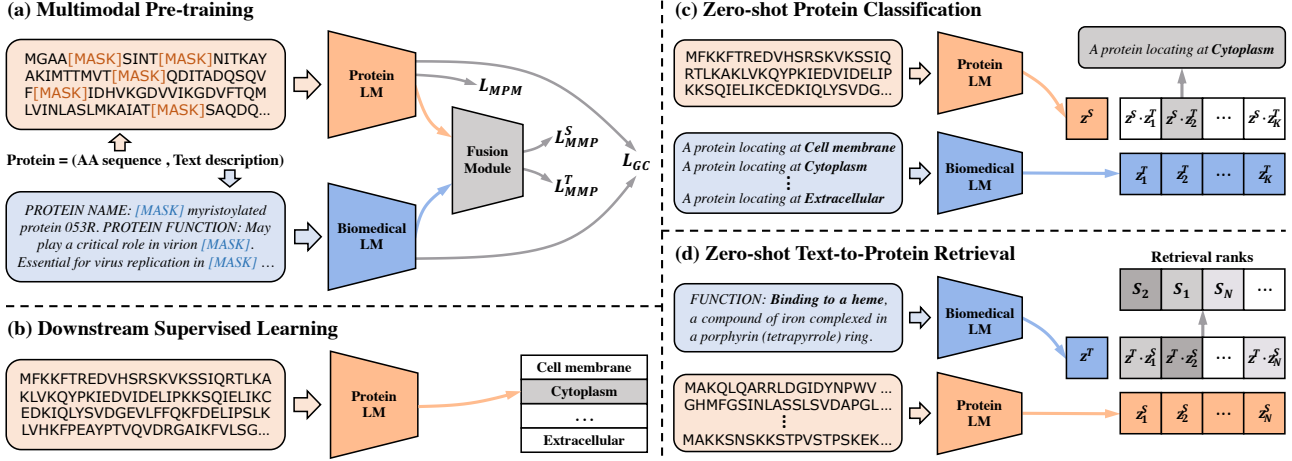 (a) Multimodal Pre-training
MGAA[MASK]SINT[MASK]NITKAY
AKIMTTMVT[MASK]QDITADQSQV
F[MASK]IDHVKGDVVIKGDVFTQM
LVINLASLMKAIAT[MASK]SAQDQ...
Protein = (AA sequence , Text description)
PROTEIN NAME: [MASK] myristoylated
protein 053R. PROTEIN FUNCTION: May
play a critical role in virion [MASK].
Essential for virus replication in [MASK] ...
Protein
LM
Biomedical
LM
L_MPM
Fusion
Module
L^S_MMP
L^T_MMP
L_GC
(b) Downstream Supervised Learning
MFKKFTREDVHSRSKVKSSIQRTLKA
KLVKQYPKIEDVIDELIPKKSQIELIKC
EDKIQLYSVDGEVLFFQKFDELIPSLK
LVHKFPEAYPTVQVDRGAIKFVLSG...
Protein
LM
Cell membrane
Cytoplasm
...
Extracellular
(c) Zero-shot Protein Classification
MFKKFTREDVHSRSKVKSSIQ
RTLKAKLVKQYPKIEDVIDELIP
KKSQIELIKCEDKIQLYSVDG...
Protein
LM
A protein locating at Cytoplasm
z^S
z^S · z^T_1 z^S · z^T_2 ... z^S · z^T_K
A protein locating at Cell membrane
A protein locating at Cytoplasm
⋮
A protein locating at Extracellular
Biomedical
LM
z^T_1 z^T_2 ... z^T_K
(d) Zero-shot Text-to-Protein Retrieval
Retrieval ranks
S_2 S_1 S_N ...
FUNCTION: Binding to a heme,
a compound of iron complexed in
a porphyrin (tetrapyrrole) ring.
Biomedical
LM
z^T
z^T · z^S_1 z^T · z^S_2 ... z^T · z^S_N
MAKQLQARRLDGIDYNPWV ...
GHMFGSINLASSLSVDAPGL...
⋮
MAKKSNSKKSTPVSTPSKEK...
Protein
LM
z^S_1 z^S_2 ... z^S_N